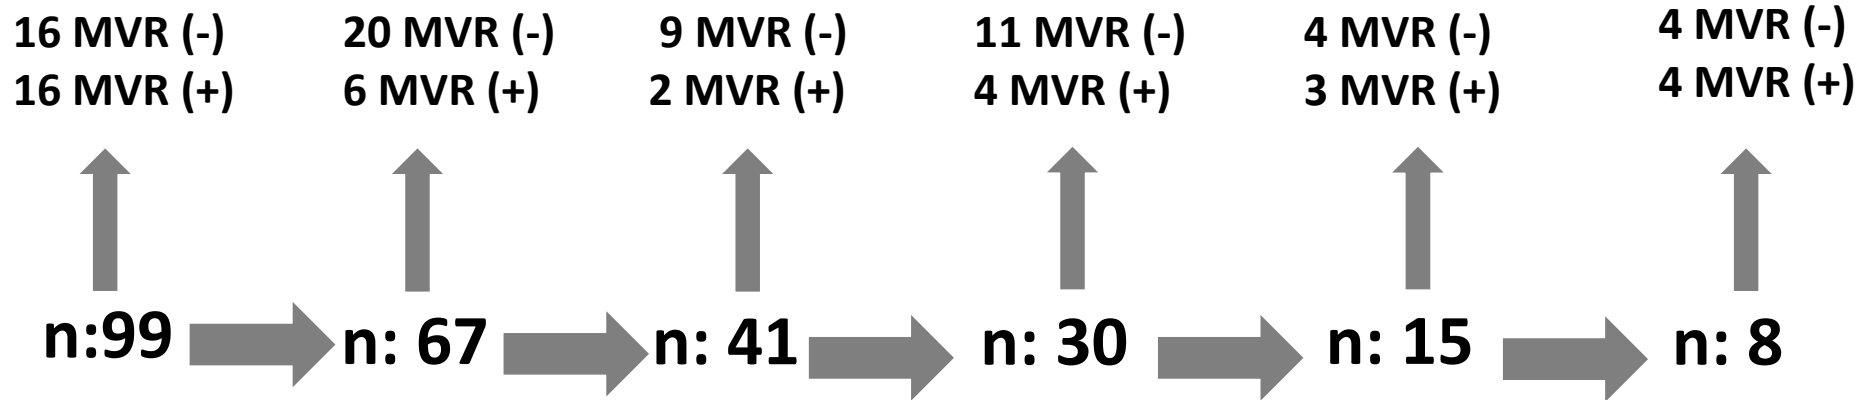 16 MVR (-)
16 MVR (+)
20 MVR (-)
6 MVR (+)
9 MVR (-)
2 MVR (+)
11 MVR (-)
4 MVR (+)
4 MVR (-)
3 MVR (+)
4 MVR (-)
4 MVR (+)
n:99
n: 67
n: 41
n: 30
n: 15
n: 8